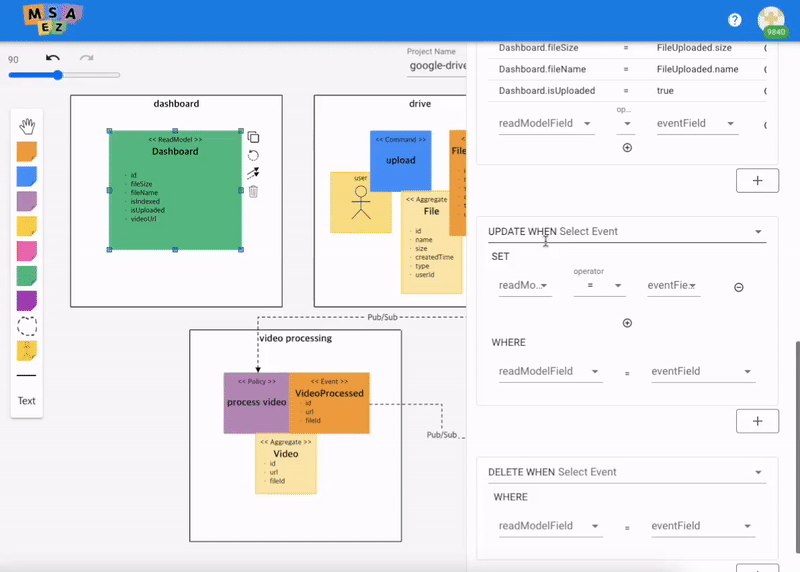 MSA
EZ
?
9840
90
Project Name
google-drive
Text
dashboard
<< ReadModel >>
Dashboard
· id
· fileSize
· fileName
· isIndexed
· isUploaded
· videoUrl
drive
<< Command >>
upload
user
File
<< Aggregate
File
· id
· name
· size
· createdTime
· type
· userId
Pub/Sub
video processing
<< Policy >>
process video
<< Event >>
VideoProcessed
· id
· url
· fileId
<< Aggregate >>
Video
· id
· url
· fileId
Pub/Sub
Dashboard.fileSize = FileUploaded.size (
Dashboard.fileName = FileUploaded.name (
Dashboard.isUploaded = true (
op...
readModelField eventField (
+
UPDATE WHEN Select Event
SET
operator
readMo... = eventFie...
WHERE
readModelField = eventField
+
DELETE WHEN Select Event
WHERE
readModelField = eventField